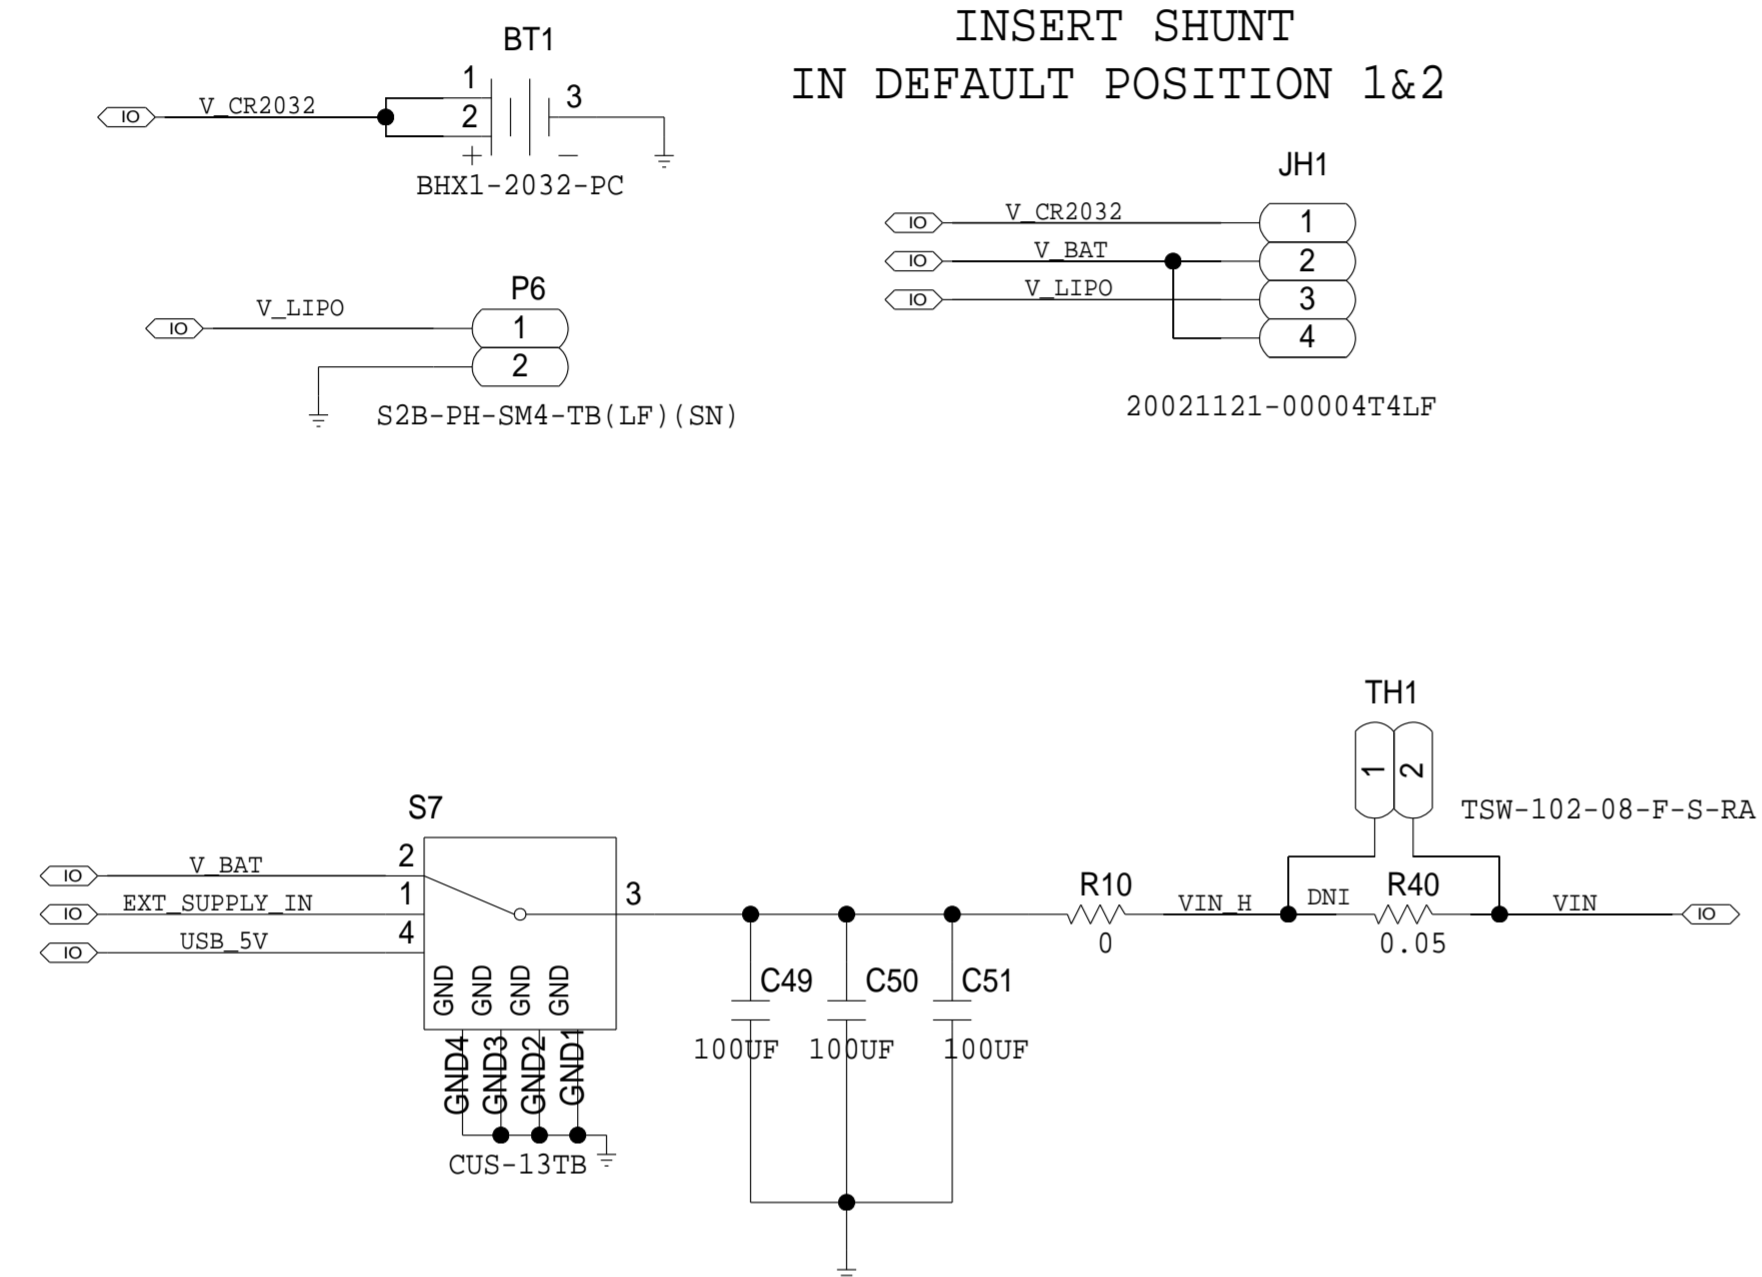 INSERT SHUNT
IN DEFAULT POSITION 1&2
BT1
1
IO V_CR2032 2 3
+ −
BHX1-2032-PC
JH1
IO V_CR2032 1
IO V_BAT 2
IO V_LIPO 3
4
20021121-00004T4LF
P6
IO V_LIPO 1
2
S2B-PH-SM4-TB(LF)(SN)
TH1
1 2
TSW-102-08-F-S-RA
S7
IO V_BAT 2
IO EXT_SUPPLY_IN 1 3
IO USB_5V 4
GND GND GND GND
GND4 GND3 GND2 GND1
CUS-13TB
C49 C50 C51
100UF 100UF 100UF
R10 VIN_H DNI R40 VIN IO
0 0.05